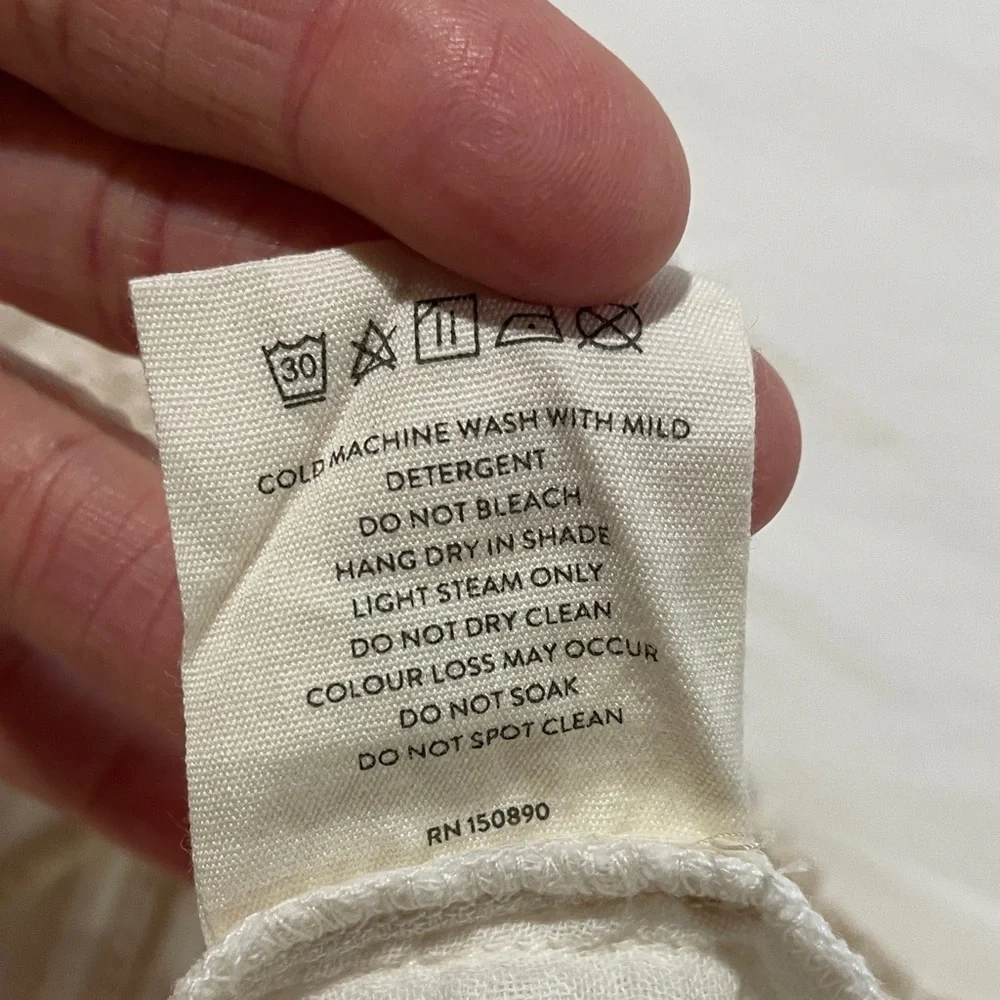 30
COLD MACHINE WASH WITH MILD
DETERGENT
DO NOT BLEACH
HANG DRY IN SHADE
LIGHT STEAM ONLY
DO NOT DRY CLEAN
COLOUR LOSS MAY OCCUR
DO NOT SOAK
DO NOT SPOT CLEAN
RN 150890